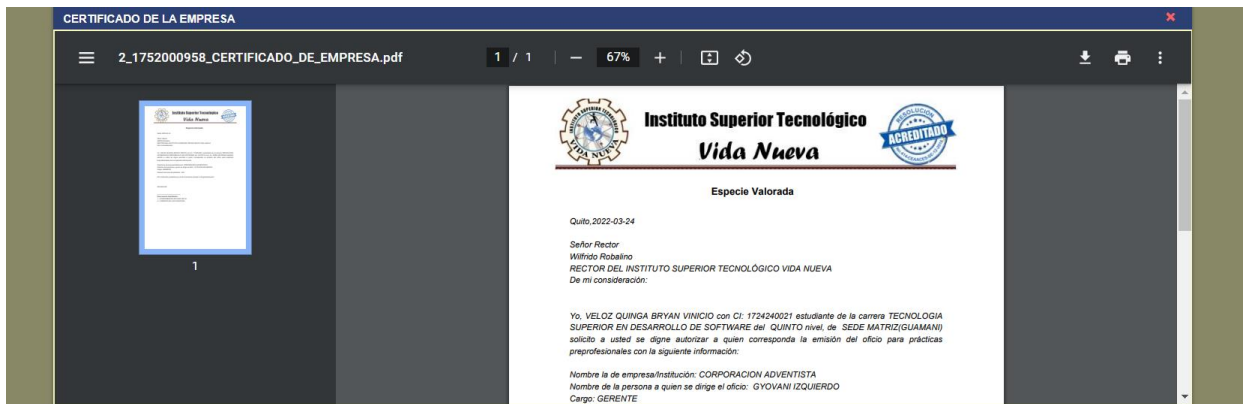 CERTIFICADO DE LA EMPRESA
2_1752000958_CERTIFICADO_DE_EMPRESA.pdf
1 / 1
67%
Instituto Superior Tecnológico
Vida Nueva
VIDA NUEVA
ACREDITADO
Especie Valorada
Quito,2022-03-24
Señor Rector
Wilfrido Robalino
RECTOR DEL INSTITUTO SUPERIOR TECNOLÓGICO VIDA NUEVA
De mi consideración:
Yo, VELOZ QUINGA BRYAN VINICIO con CI: 1724240021 estudiante de la carrera TECNOLOGIA
SUPERIOR EN DESARROLLO DE SOFTWARE del QUINTO nivel, de SEDE MATRIZ(GUAMANI)
solicito a usted se digne autorizar a quien corresponda la emisión del oficio para prácticas
preprofesionales con la siguiente información:
Nombre la de empresa/Institución: CORPORACION ADVENTISTA
Nombre de la persona a quien se dirige el oficio: GYOVANI IZQUIERDO
Cargo: GERENTE
1